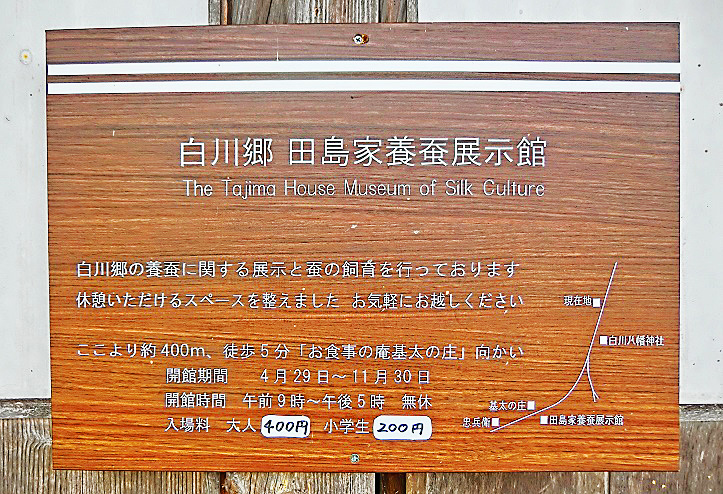 白川郷 田島家養蚕展示館
The Tajima House Museum of Silk Culture
白川郷の養蚕に関する展示と蚕の飼育を行っております
休憩いただけるスペースを整えました お気軽にお越しください
ここより約400m、徒歩5分「お食事の庵基太の庄」向かい
開館期間 4月29日～11月30日
開館時間 午前9時～午後5時 無休
入場料 大人 400円 小学生 200円
現在地
白川八幡神社
基太の庄
忠兵衛
田島家養蚕展示館